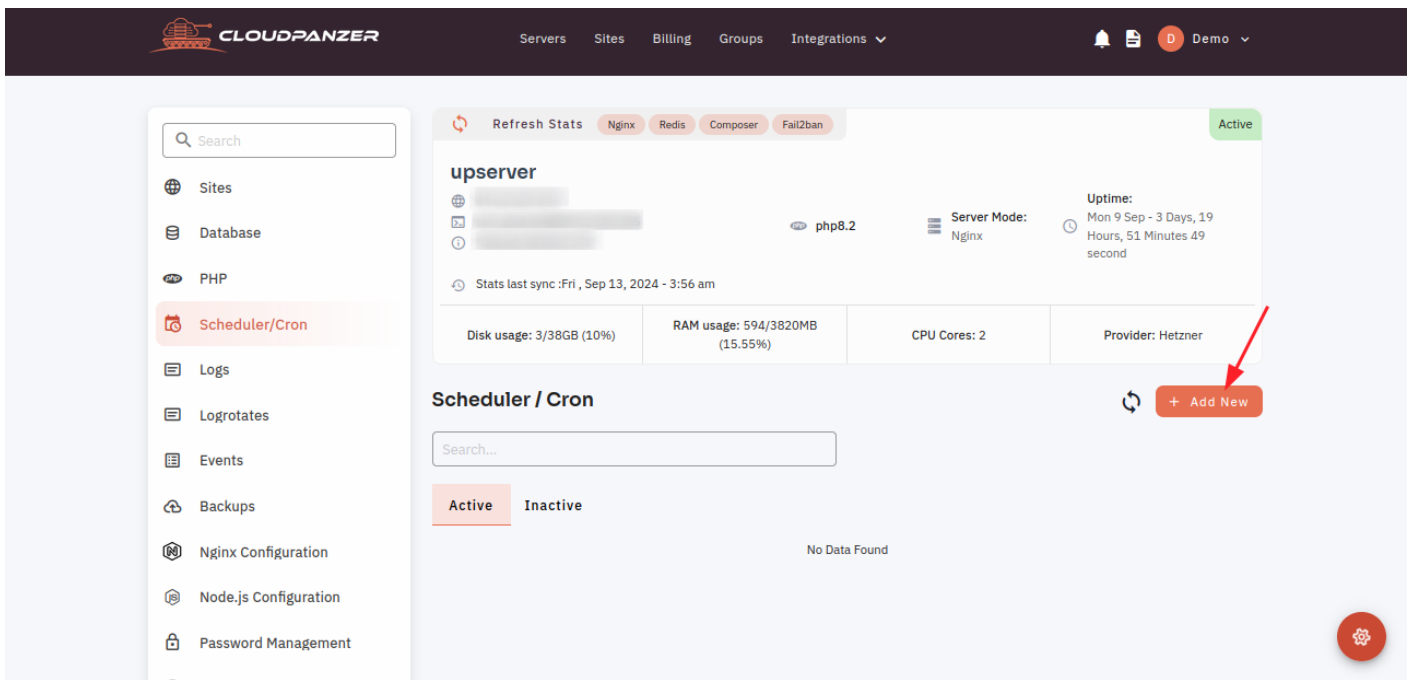 CLOUDPANZER
Servers Sites Billing Groups Integrations
D Demo
Search
Sites
Database
php PHP
Scheduler/Cron
Logs
Logrotates
Events
Backups
Nginx Configuration
JS Node.js Configuration
Password Management
Refresh Stats Nginx Redis Composer Fail2ban
Active
upserver
php php8.2
Server Mode:
Nginx
Uptime:
Mon 9 Sep - 3 Days, 19
Hours, 51 Minutes 49
second
Stats last sync :Fri , Sep 13, 2024 - 3:56 am
Disk usage: 3/38GB (10%)
RAM usage: 594/3820MB
(15.55%)
CPU Cores: 2
Provider: Hetzner
Scheduler / Cron
+ Add New
Search...
Active Inactive
No Data Found